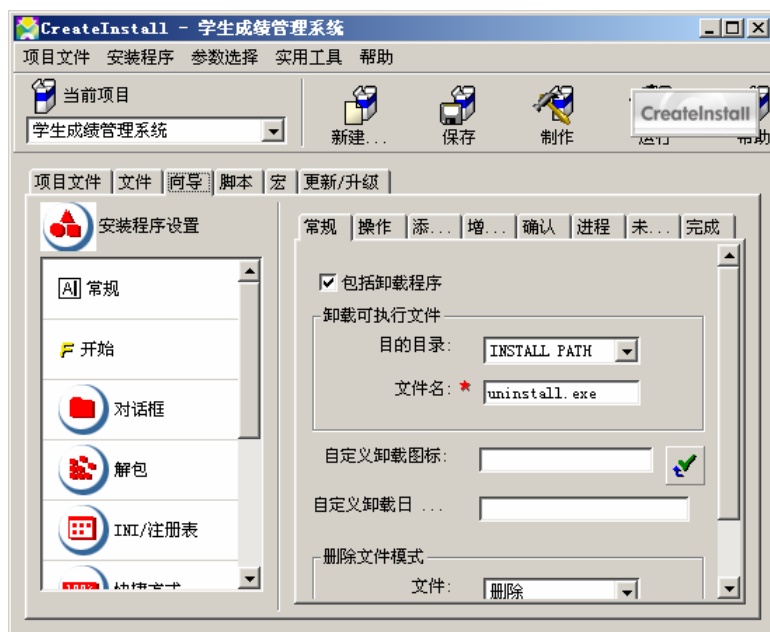 CreateInstall - 学生成绩管理系统
项目文件 安装程序 参数选择 实用工具 帮助
当前项目
学生成绩管理系统
新建... 保存 制作
CreateInstall
项目文件 文件 向导 脚本 宏 更新/升级
安装程序设置
常规 操作 添... 增... 确认 进程 未... 完成
常规
开始
对话框
解包
INI/注册表
包括卸载程序
卸载可执行文件
目的目录: INSTALL PATH
文件名: * uninstall.exe
自定义卸载图标:
自定义卸载日 ...
删除文件模式
文件: 删除